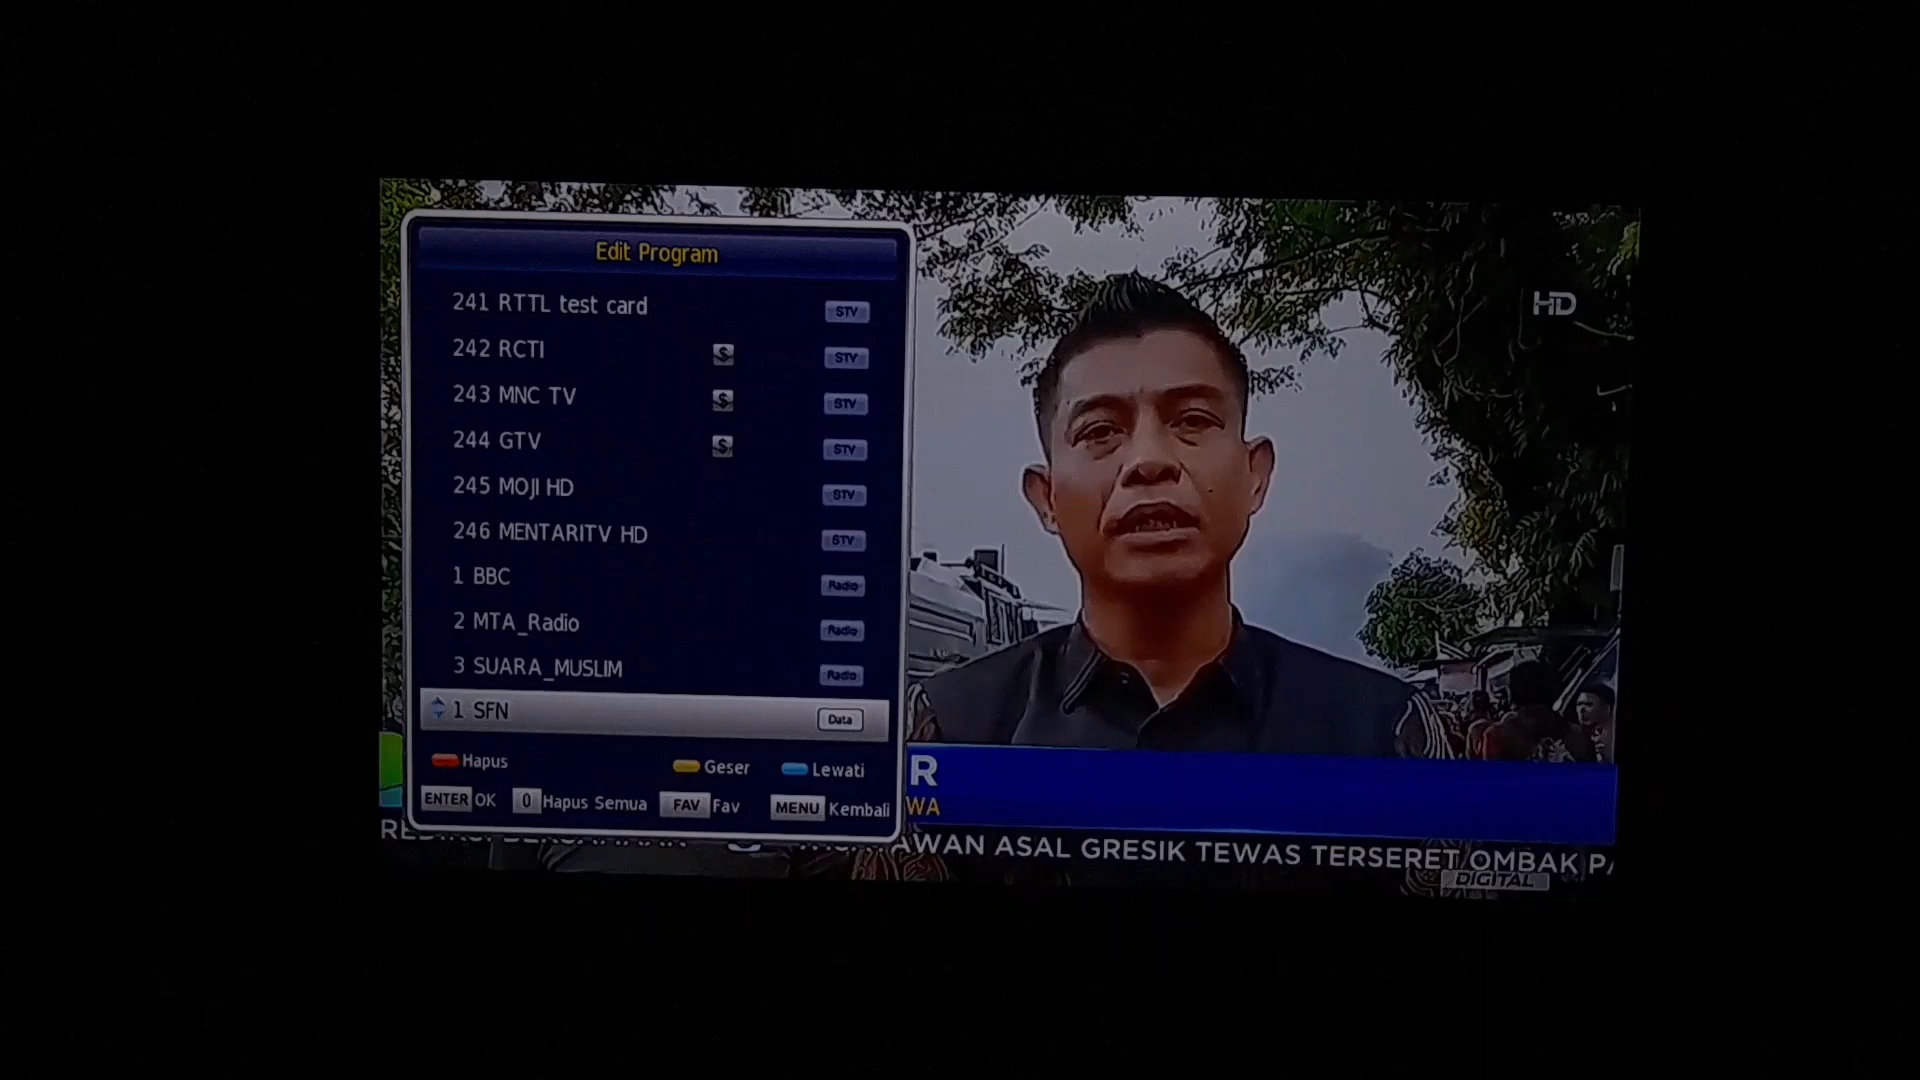 Edit Program
241 RTTL test card STV
242 RCTI $ STV
243 MNC TV $ STV
244 GTV $ STV
245 MOJI HD STV
246 MENTARITV HD STV
1 BBC Radio
2 MTA_Radio Radio
3 SUARA_MUSLIM Radio
1 SFN Data
Hapus Geser Lewati
ENTER OK 0 Hapus Semua FAV Fav MENU Kembali
HD
R
WA
AWAN ASAL GRESIK TEWAS TERSERET OMBAK PA
DIGITAL